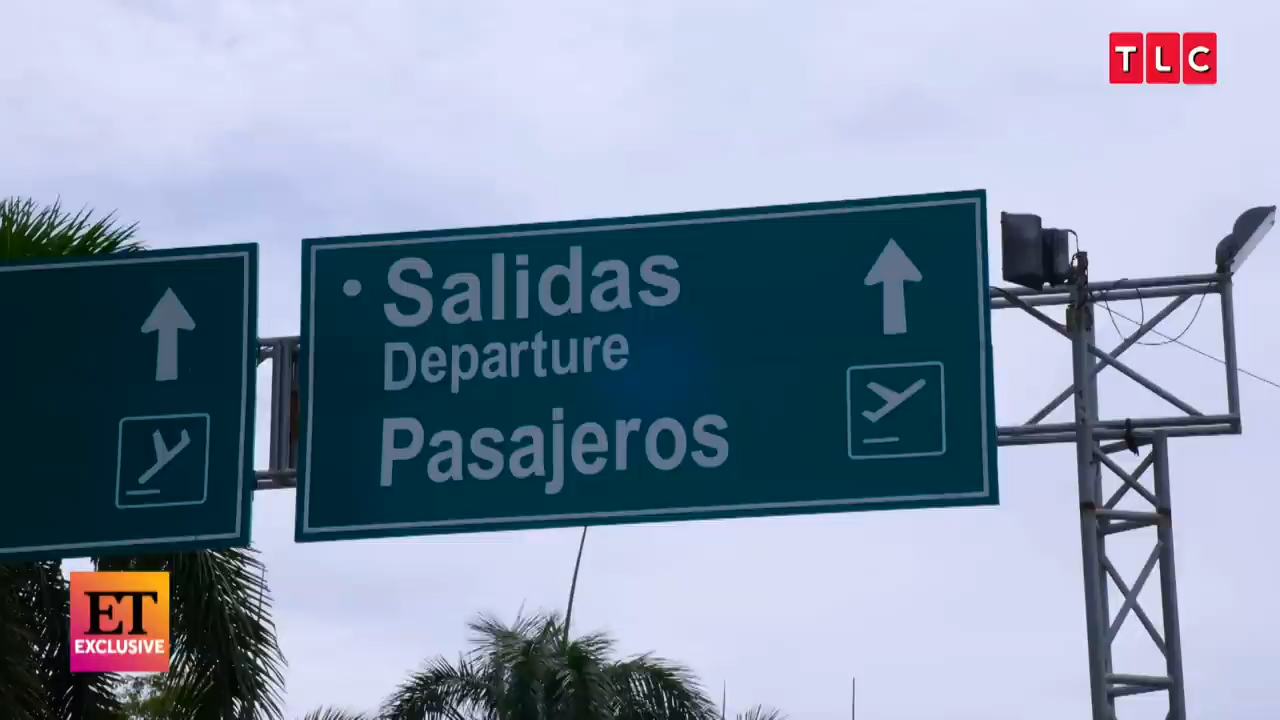 TLC
• Salidas
Departure
Pasajeros
ET
EXCLUSIVE